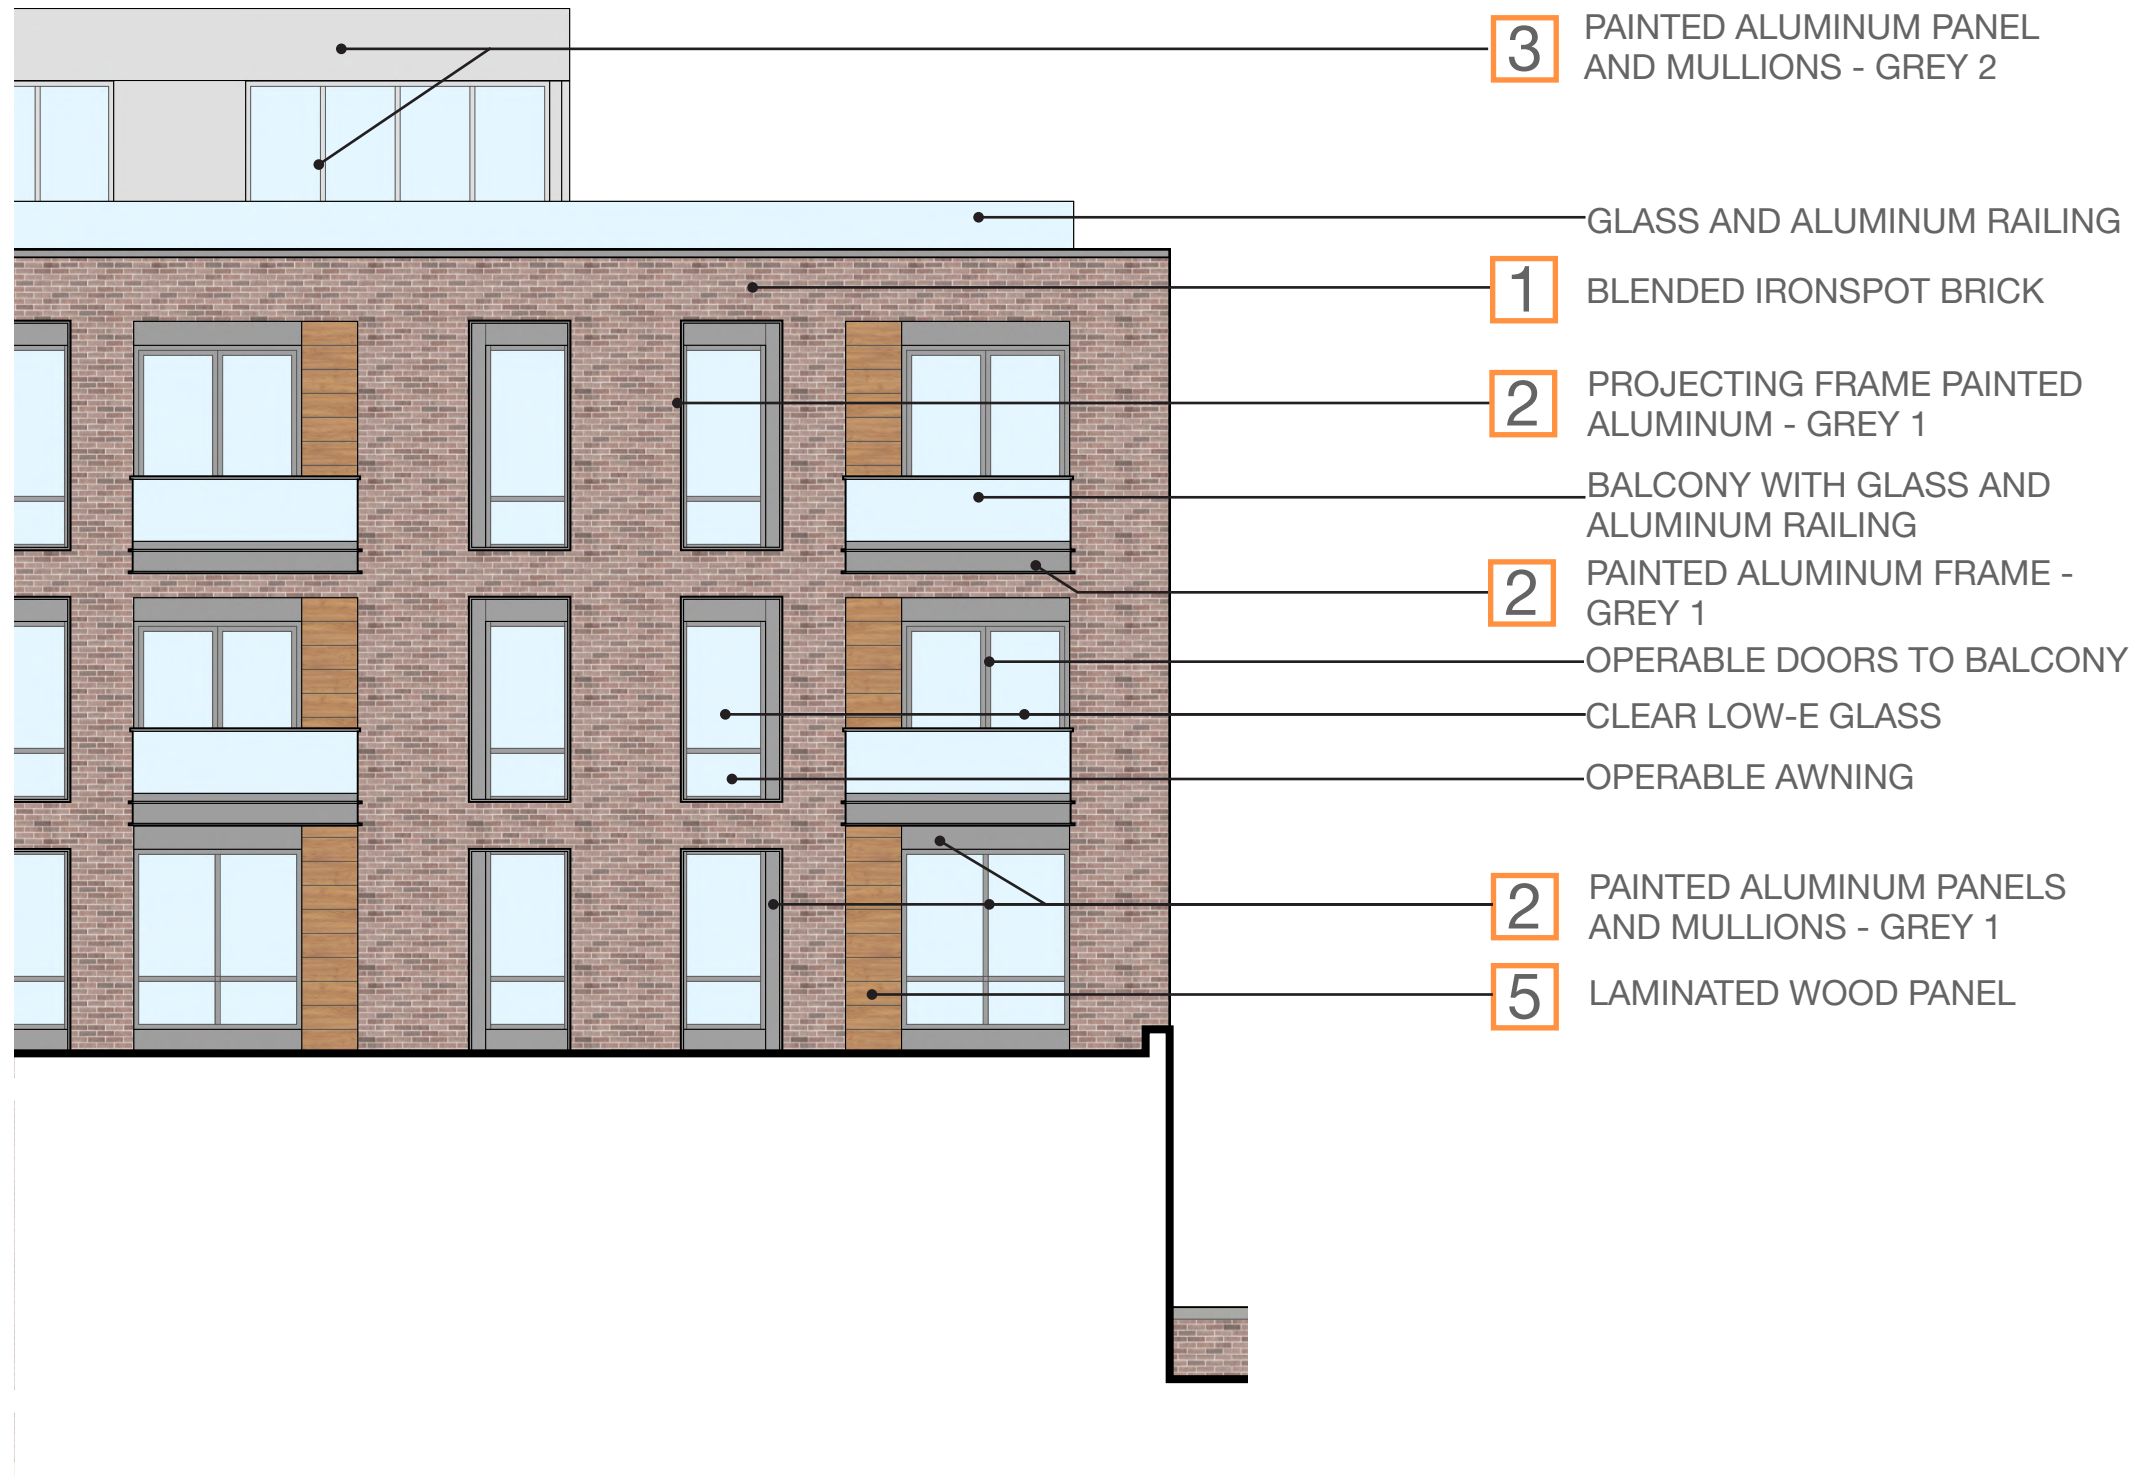 3 PAINTED ALUMINUM PANEL
AND MULLIONS - GREY 2
GLASS AND ALUMINUM RAILING
1 BLENDED IRONSPOT BRICK
2 PROJECTING FRAME PAINTED
ALUMINUM - GREY 1
BALCONY WITH GLASS AND
ALUMINUM RAILING
2 PAINTED ALUMINUM FRAME -
GREY 1
OPERABLE DOORS TO BALCONY
CLEAR LOW-E GLASS
OPERABLE AWNING
2 PAINTED ALUMINUM PANELS
AND MULLIONS - GREY 1
5 LAMINATED WOOD PANEL